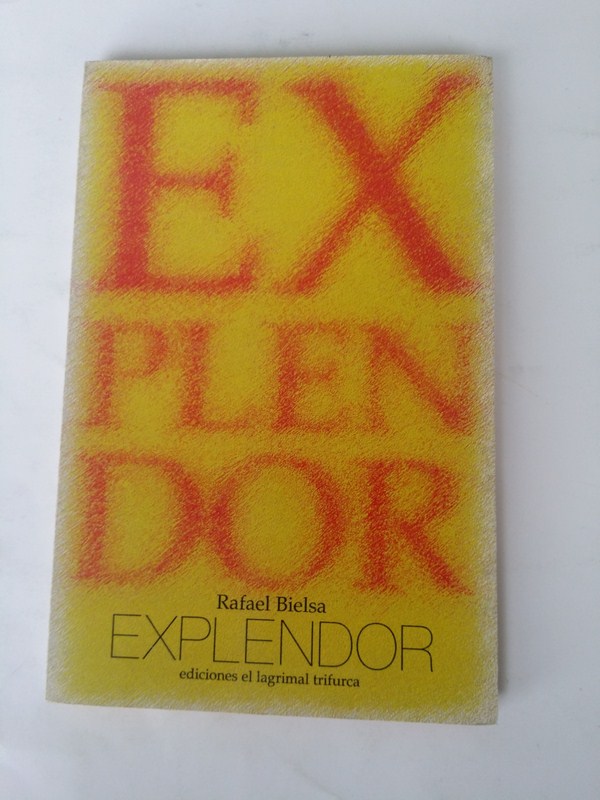 EX
PLEN
DOR
Rafael Bielsa
EXPLENDOR
ediciones el lagrimal trifurca